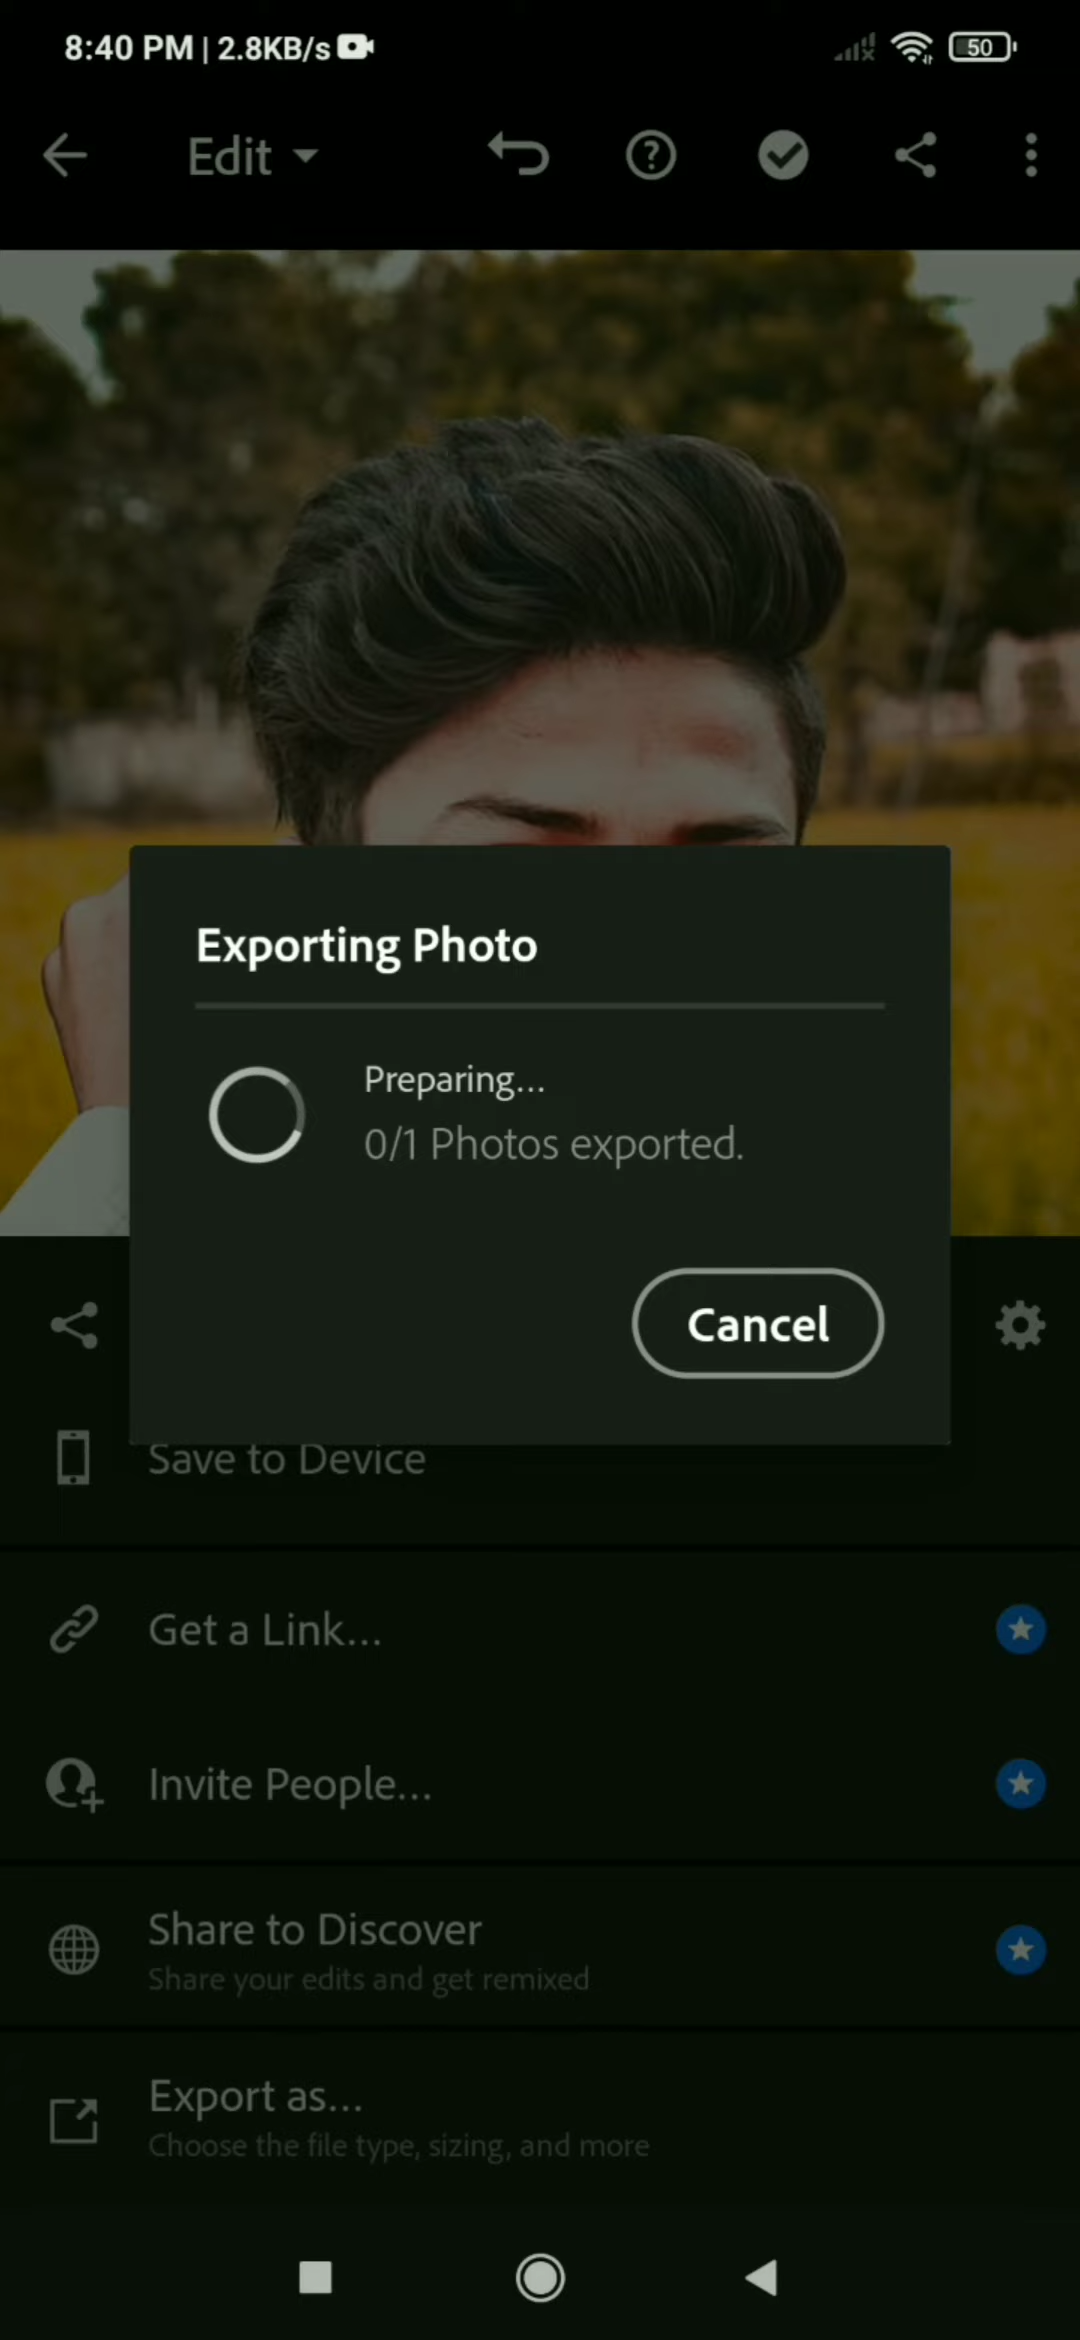 8:40 PM | 2.8KB/s
50
Edit
Exporting Photo
Preparing...
0/1 Photos exported.
Cancel
Save to Device
Get a Link...
Invite People...
Share to Discover
Share your edits and get remixed
Export as...
Choose the file type, sizing, and more